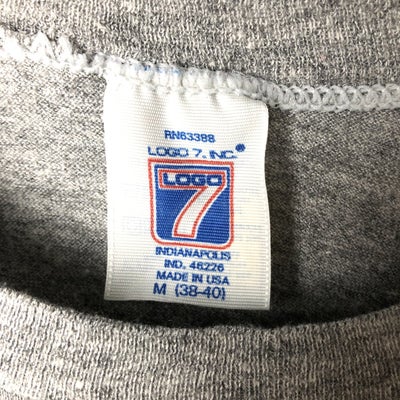 RN63388
LOGO 7, INC.®
LOGO
7
INDIANAPOLIS
IND. 46226
MADE IN USA
M (38-40)